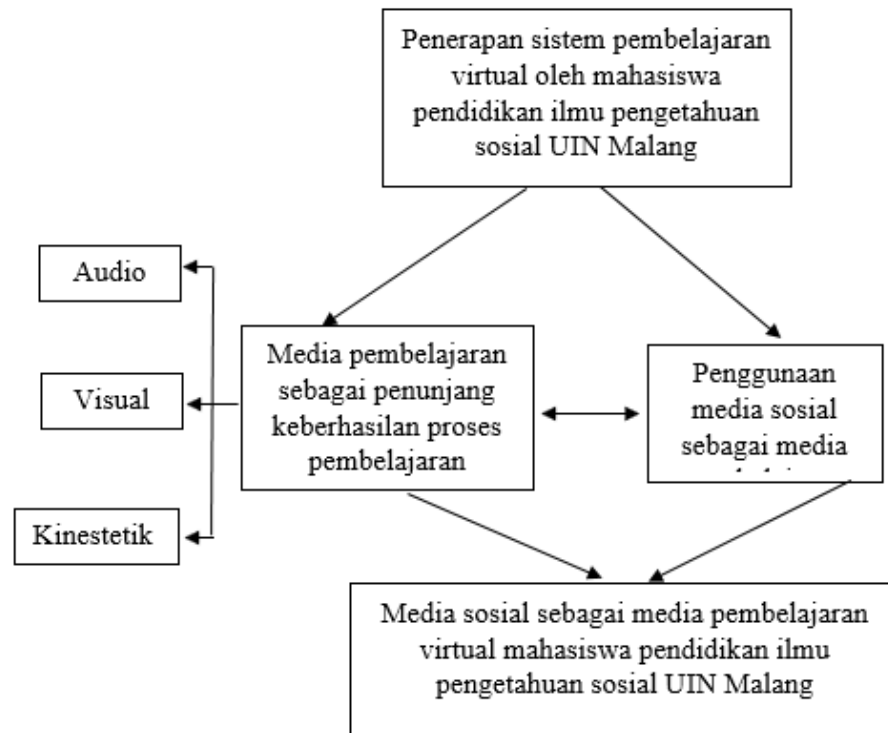 Penerapan sistem pembelajaran
virtual oleh mahasiswa
pendidikan ilmu pengetahuan
sosial UIN Malang
Audio
Visual
Kinestetik
Media pembelajaran
sebagai penunjang
keberhasilan proses
pembelajaran
Penggunaan
media sosial
sebagai media
Media sosial sebagai media pembelajaran
virtual mahasiswa pendidikan ilmu
pengetahuan sosial UIN Malang